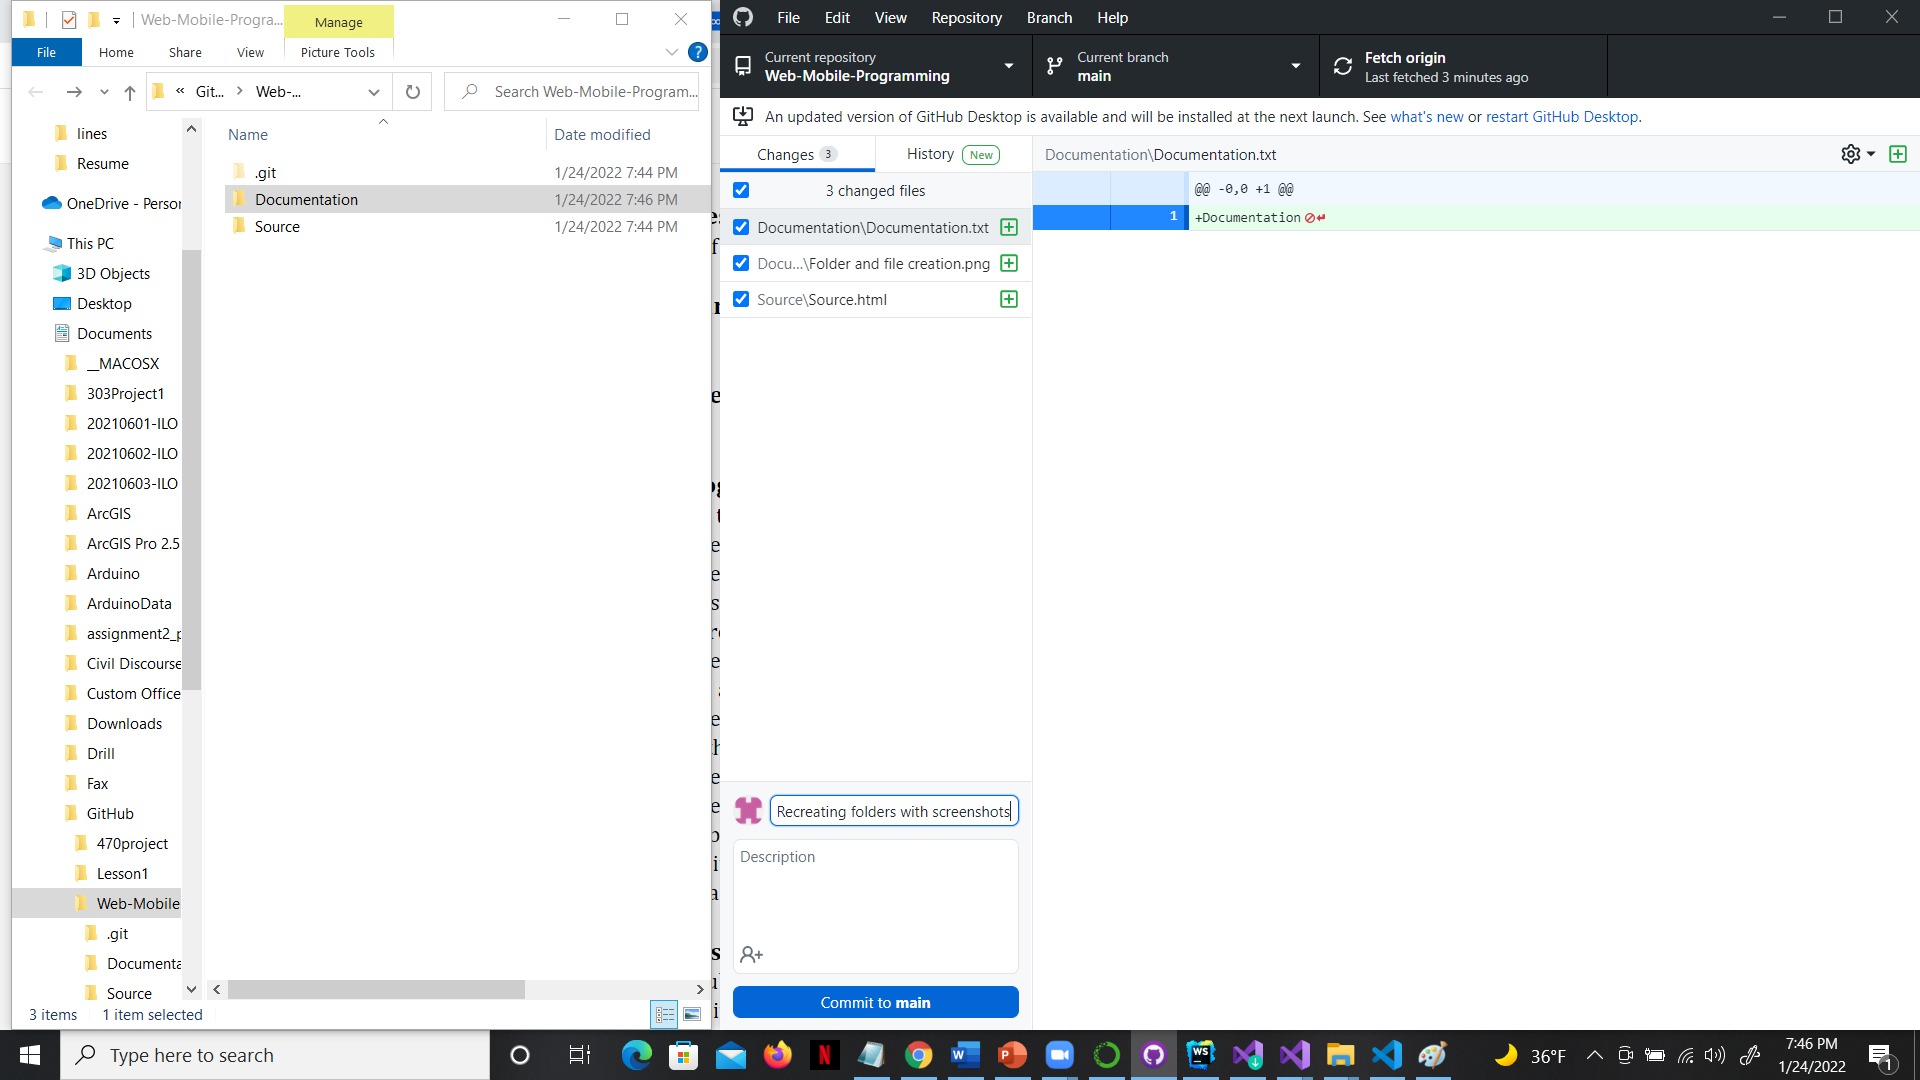 Web-Mobile-Progra...
Manage
File
Home
Share
View
Picture Tools
?
«
Git...
Web-...
Search Web-Mobile-Program...
lines
Resume
OneDrive - Person
This PC
3D Objects
Desktop
Documents
__MACOSX
303Project1
20210601-ILO
20210602-ILO
20210603-ILO
ArcGIS
ArcGIS Pro 2.5
Arduino
ArduinoData
assignment2_p
Civil Discourse
Custom Office
Downloads
Drill
Fax
GitHub
470project
Lesson1
Web-Mobile
.git
Documenta
Source
Name
Date modified
.git
1/24/2022 7:44 PM
Documentation
1/24/2022 7:46 PM
Source
1/24/2022 7:44 PM
3 items
1 item selected
File
Edit
View
Repository
Branch
Help
Current repository
Web-Mobile-Programming
Current branch
main
Fetch origin
Last fetched 3 minutes ago
An updated version of GitHub Desktop is available and will be installed at the next launch. See what's new or restart GitHub Desktop.
Changes 3
History New
3 changed files
Documentation\Documentation.txt
Docu...\Folder and file creation.png
Source\Source.html
Documentation\Documentation.txt
@@ -0,0 +1 @@
1 +Documentation
Recreating folders with screenshots
Description
Commit to main
Type here to search
N
WS
W
P
36°F
7:46 PM
1/24/2022
1